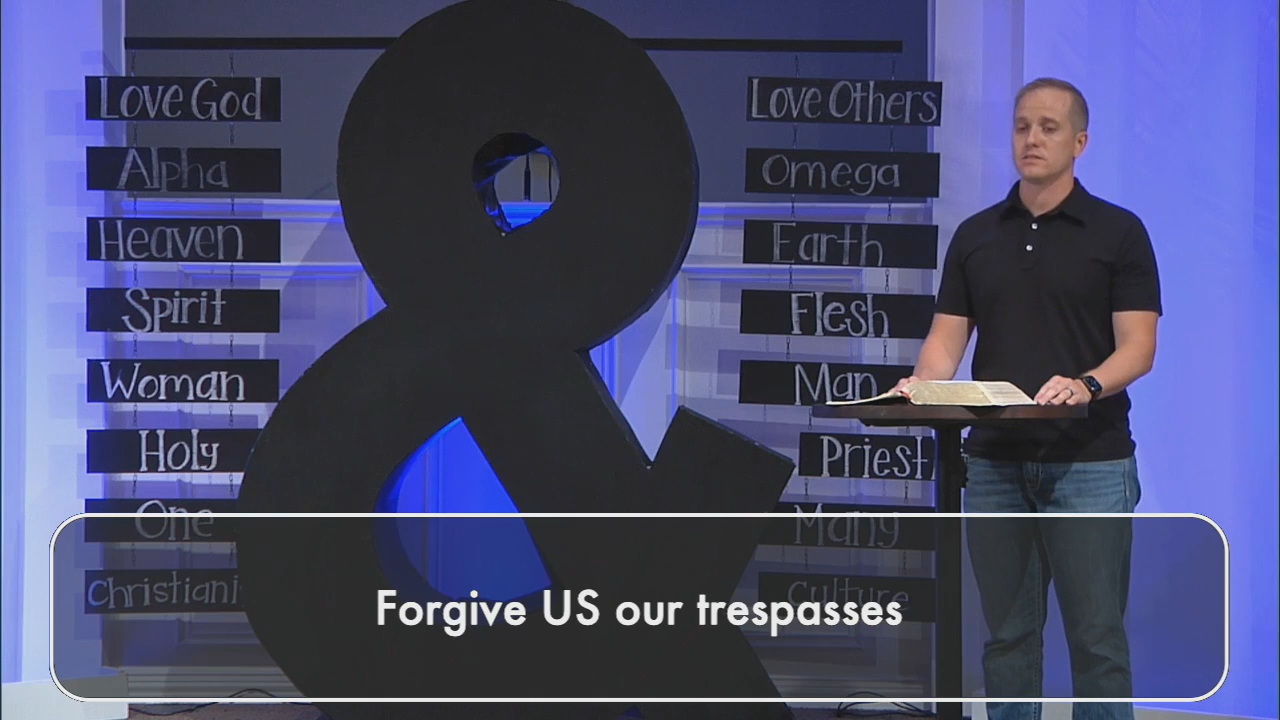 Love God
Alpha
Heaven
Spirit
Woman
Holy
One
Love Others
Omega
Earth
Flesh
Man
Priest
Many
Culture
Forgive US our trespasses